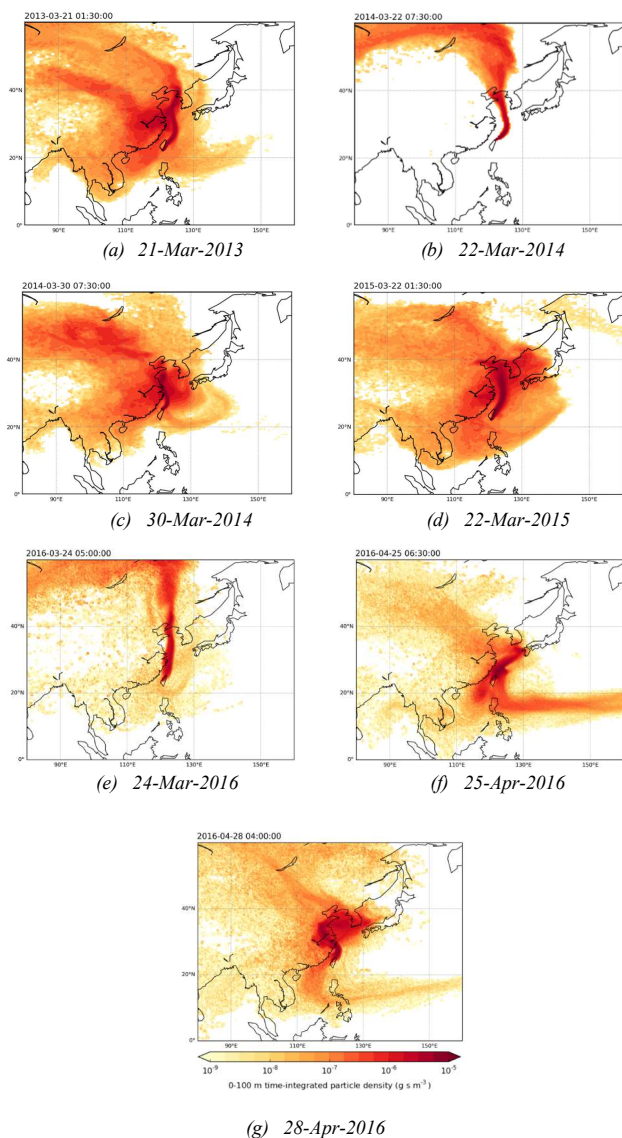 2013-03-21 01:30:00
2014-03-22 07:30:00
40°N
20°N
0°
90°E
110°E
130°E
150°E
40°N
20°N
0°
90°E
110°E
130°E
150°E
(a) 21-Mar-2013
(b) 22-Mar-2014
2014-03-30 07:30:00
2015-03-22 01:30:00
40°N
20°N
0°
90°E
110°E
130°E
150°E
40°N
20°N
0°
90°E
110°E
130°E
150°E
(c) 30-Mar-2014
(d) 22-Mar-2015
2016-03-24 05:00:00
2016-04-25 06:30:00
40°N
20°N
0°
90°E
110°E
130°E
150°E
40°N
20°N
0°
90°E
110°E
130°E
150°E
(e) 24-Mar-2016
(f) 25-Apr-2016
2016-04-28 04:00:00
40°N
20°N
0°
90°E
110°E
130°E
150°E
10⁻⁹ 10⁻⁸ 10⁻⁷ 10⁻⁶ 10⁻⁵
0-100 m time-integrated particle density (g s m⁻³)
(g) 28-Apr-2016